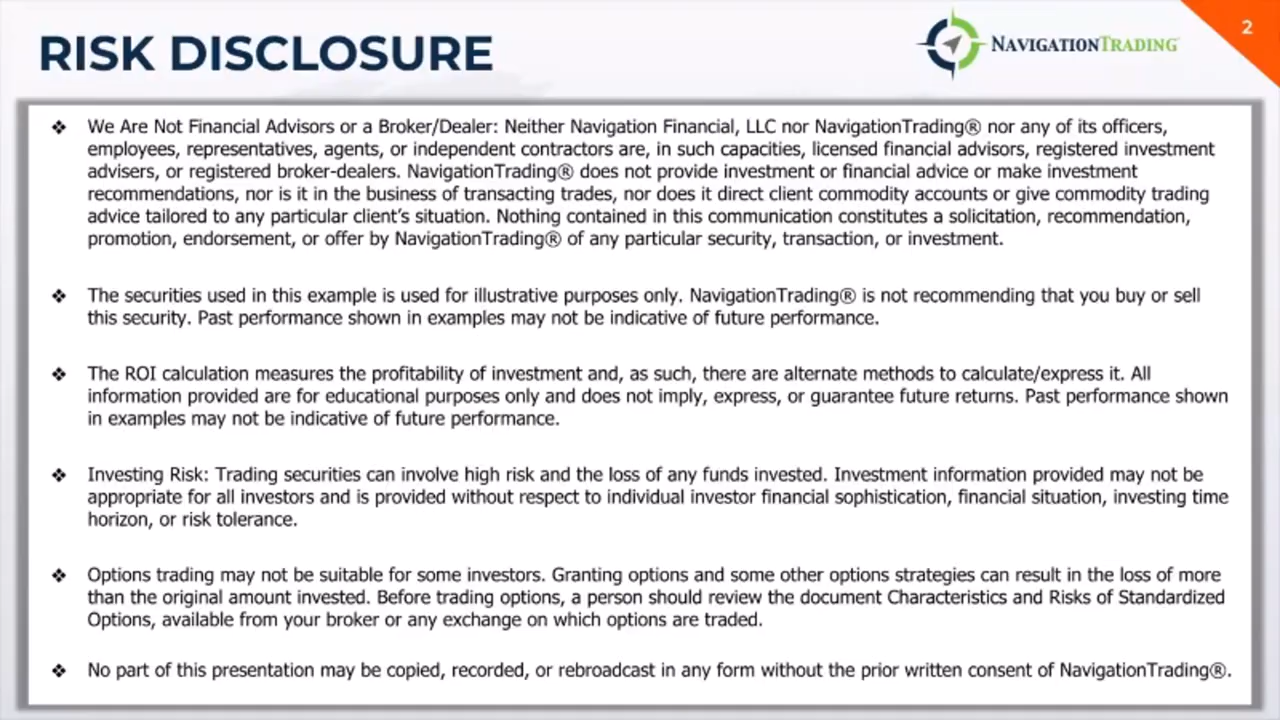 RISK DISCLOSURE
NAVIGATIONTRADING®
2
❖ We Are Not Financial Advisors or a Broker/Dealer: Neither Navigation Financial, LLC nor NavigationTrading® nor any of its officers,
employees, representatives, agents, or independent contractors are, in such capacities, licensed financial advisors, registered investment
advisers, or registered broker-dealers. NavigationTrading® does not provide investment or financial advice or make investment
recommendations, nor is it in the business of transacting trades, nor does it direct client commodity accounts or give commodity trading
advice tailored to any particular client's situation. Nothing contained in this communication constitutes a solicitation, recommendation,
promotion, endorsement, or offer by NavigationTrading® of any particular security, transaction, or investment.
❖ The securities used in this example is used for illustrative purposes only. NavigationTrading® is not recommending that you buy or sell
this security. Past performance shown in examples may not be indicative of future performance.
❖ The ROI calculation measures the profitability of investment and, as such, there are alternate methods to calculate/express it. All
information provided are for educational purposes only and does not imply, express, or guarantee future returns. Past performance shown
in examples may not be indicative of future performance.
❖ Investing Risk: Trading securities can involve high risk and the loss of any funds invested. Investment information provided may not be
appropriate for all investors and is provided without respect to individual investor financial sophistication, financial situation, investing time
horizon, or risk tolerance.
❖ Options trading may not be suitable for some investors. Granting options and some other options strategies can result in the loss of more
than the original amount invested. Before trading options, a person should review the document Characteristics and Risks of Standardized
Options, available from your broker or any exchange on which options are traded.
❖ No part of this presentation may be copied, recorded, or rebroadcast in any form without the prior written consent of NavigationTrading®.